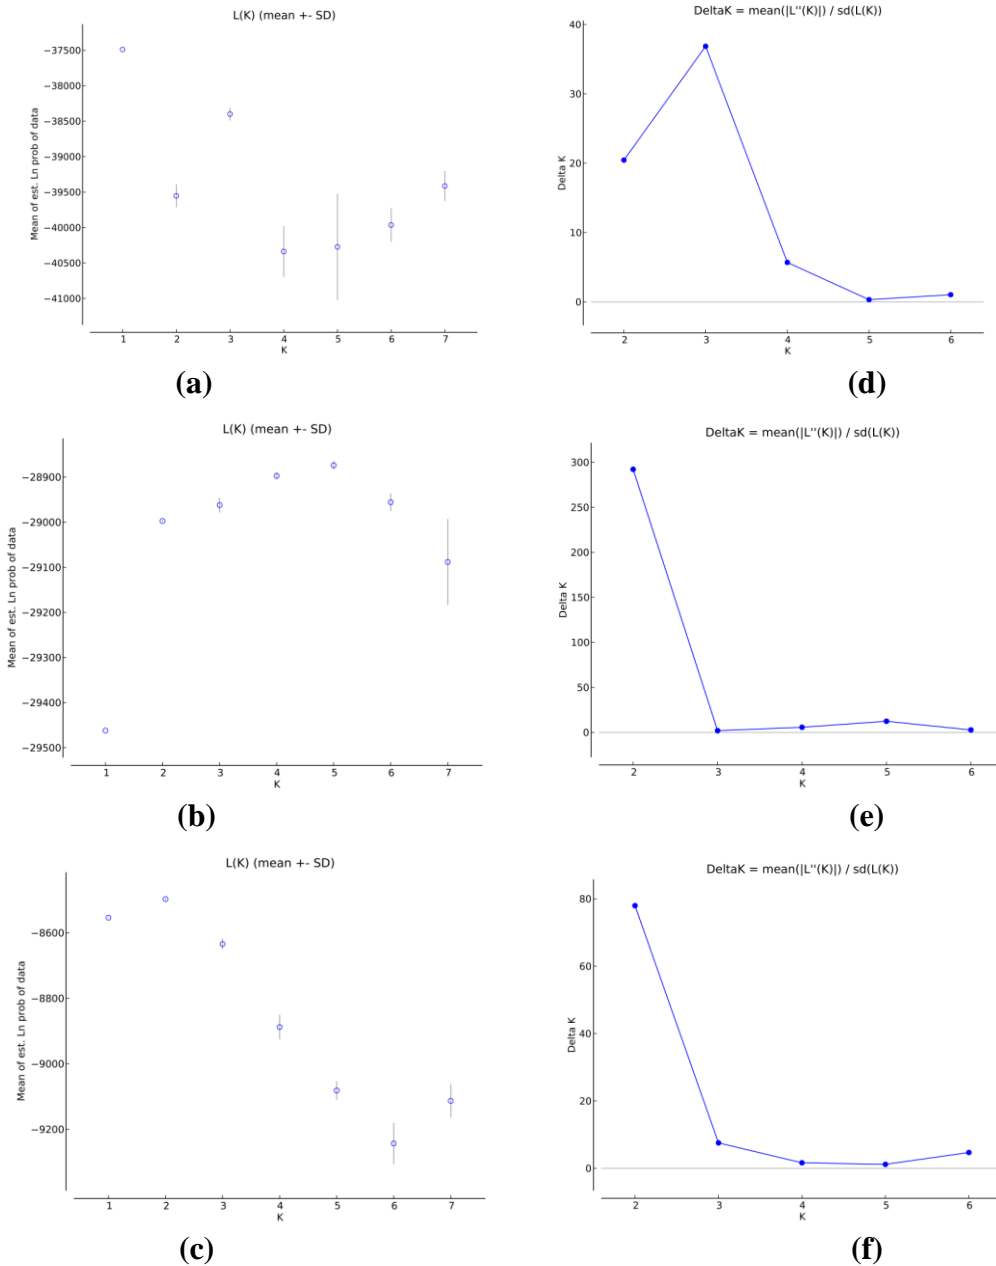 L(K) (mean +- SD)
Mean of est. Ln prob of data
−37500
−38000
−38500
−39000
−39500
−40000
−40500
−41000
1 2 3 4 5 6 7
K
(a)
DeltaK = mean(|L''(K)|) / sd(L(K))
Delta K
40
30
20
10
0
2 3 4 5 6
K
(d)
L(K) (mean +- SD)
Mean of est. Ln prob of data
−28900
−29000
−29100
−29200
−29300
−29400
−29500
1 2 3 4 5 6 7
K
(b)
DeltaK = mean(|L''(K)|) / sd(L(K))
Delta K
300
250
200
150
100
50
0
2 3 4 5 6
K
(e)
L(K) (mean +- SD)
Mean of est. Ln prob of data
−8600
−8800
−9000
−9200
1 2 3 4 5 6 7
K
(c)
DeltaK = mean(|L''(K)|) / sd(L(K))
Delta K
80
60
40
20
0
2 3 4 5 6
K
(f)